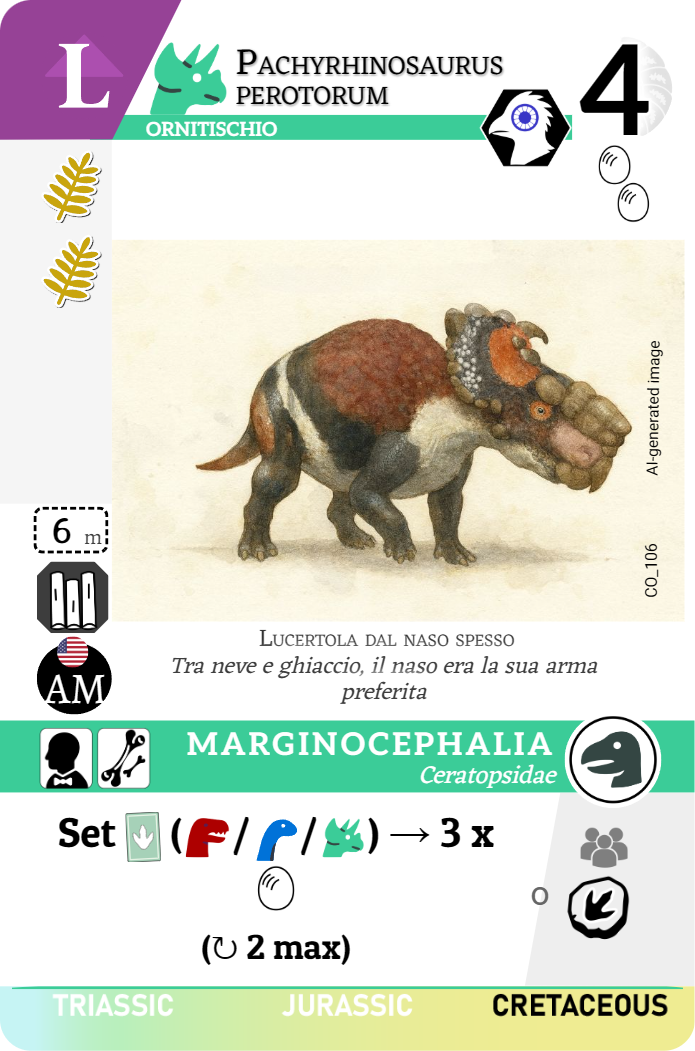 L
Pachyrhinosaurus
perotorum
4
ORNITISCHIO
AI-generated image
CO_106
6 m
AM
Lucertola dal naso spesso
Tra neve e ghiaccio, il naso era la sua arma
preferita
MARGINOCEPHALIA
Ceratopsidae
Set ( / / ) → 3 x
o
(↻ 2 max)
TRIASSIC JURASSIC CRETACEOUS